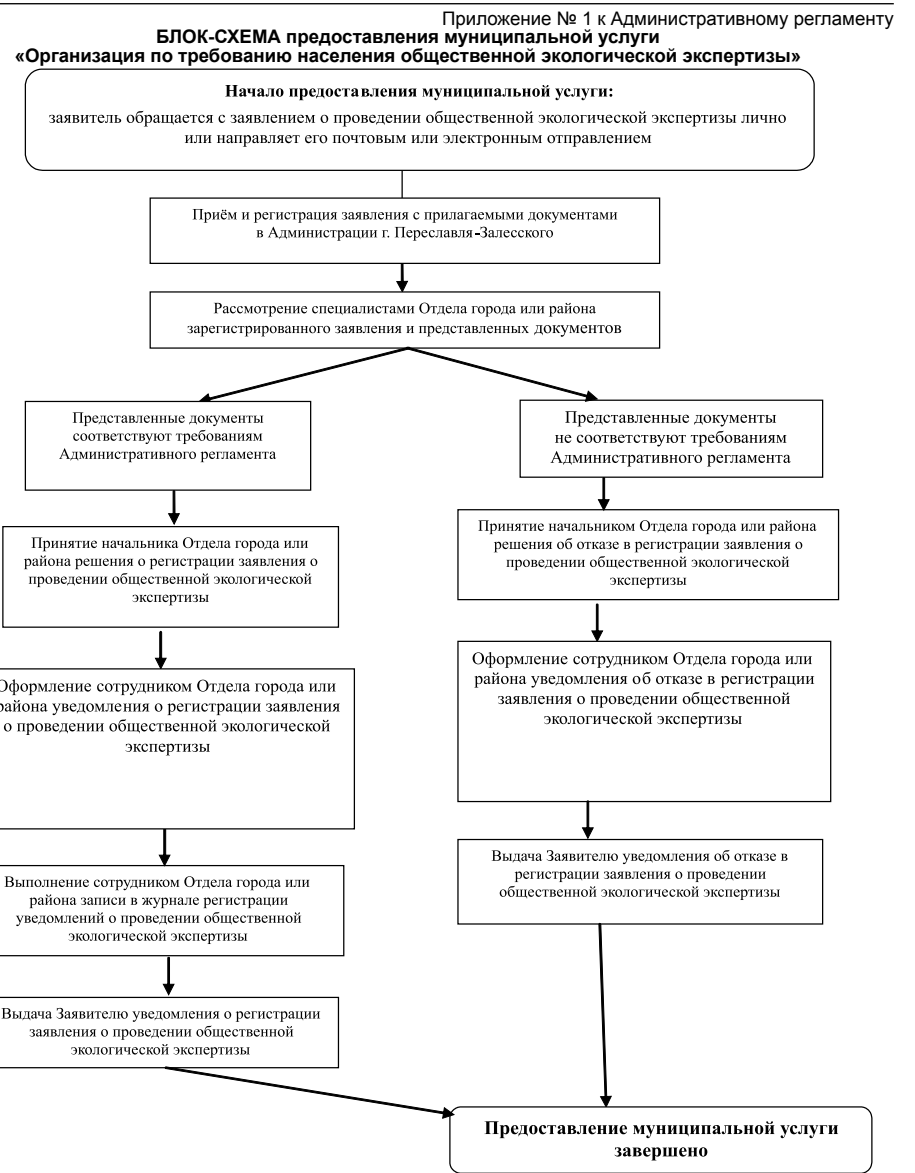 Приложение № 1 к Административному регламенту
БЛОК-СХЕМА предоставления муниципальной услуги
«Организация по требованию населения общественной экологической экспертизы»
Начало предоставления муниципальной услуги:
заявитель обращается с заявлением о проведении общественной экологической экспертизы лично
или направляет его почтовым или электронным отправлением
Приём и регистрация заявления с прилагаемыми документами
в Администрации г. Переславля-Залесского
Рассмотрение специалистами Отдела города или района
зарегистрированного заявления и представленных документов
Представленные документы
соответствуют требованиям
Административного регламента
Представленные документы
не соответствуют требованиям
Административного регламента
Принятие начальника Отдела города или
района решения о регистрации заявления о
проведении общественной экологической
экспертизы
Принятие начальником Отдела города или района
решения об отказе в регистрации заявления о
проведении общественной экологической
экспертизы
Оформление сотрудником Отдела города или
района уведомления о регистрации заявления
о проведении общественной экологической
экспертизы
Оформление сотрудником Отдела города или
района уведомления об отказе в регистрации
заявления о проведении общественной
экологической экспертизы
Выполнение сотрудником Отдела города или
района записи в журнале регистрации
уведомлений о проведении общественной
экологической экспертизы
Выдача Заявителю уведомления об отказе в
регистрации заявления о проведении
общественной экологической экспертизы
Выдача Заявителю уведомления о регистрации
заявления о проведении общественной
экологической экспертизы
Предоставление муниципальной услуги
завершено